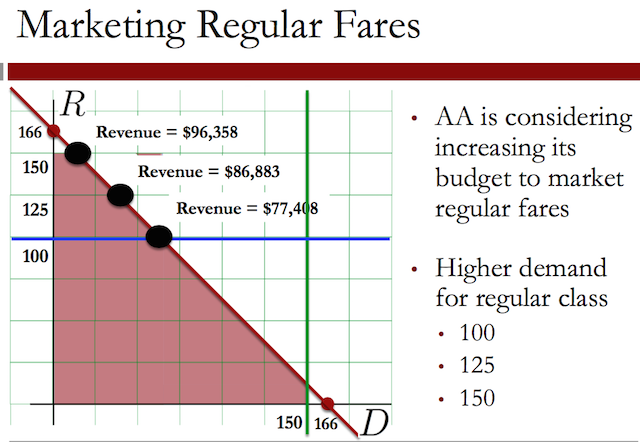 Marketing Regular Fares
R
166
Revenue = $96,358
150
Revenue = $86,883
125
Revenue = $77,408
100
150
166
D
• AA is considering
increasing its
budget to market
regular fares
• Higher demand
for regular class
• 100
• 125
• 150